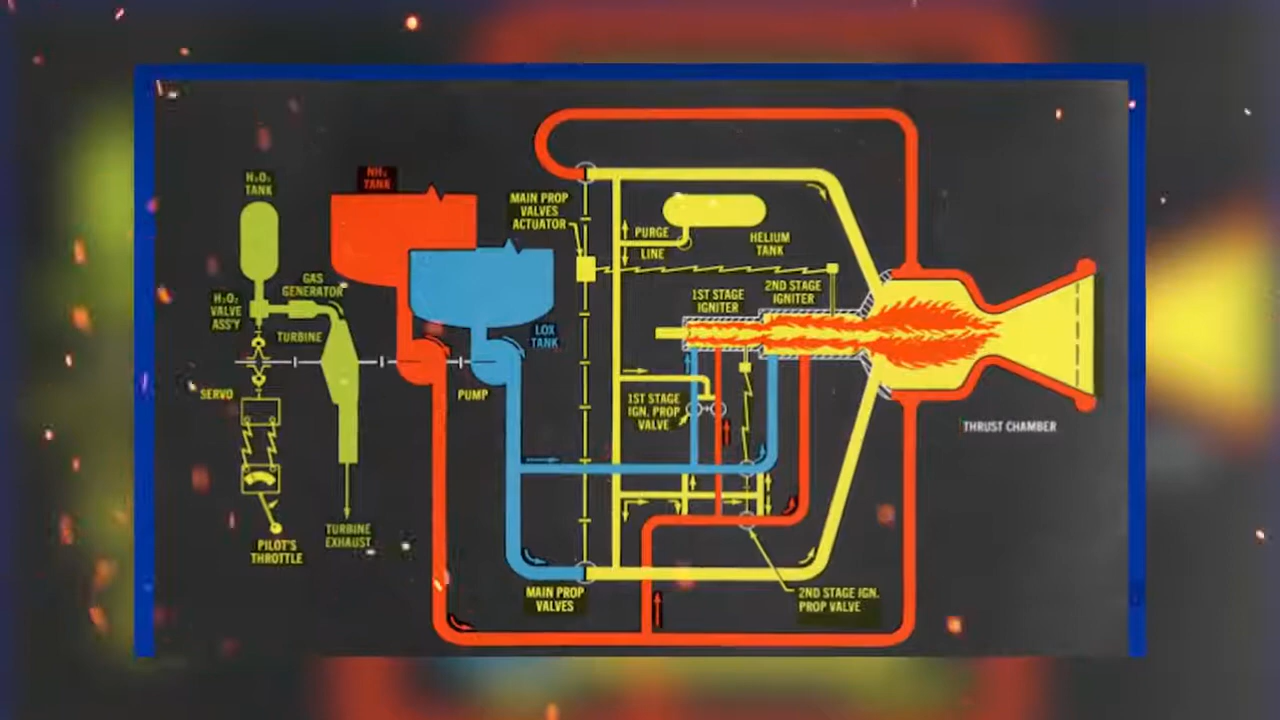 H₂O₂
TANK
NH₃
TANK
MAIN PROP
VALVES
ACTUATOR
PURGE
LINE
HELIUM
TANK
GAS
GENERATOR
H₂O₂
VALVE
ASS'Y
TURBINE
1ST STAGE
IGNITER
2ND STAGE
IGNITER
LOX
TANK
SERVO
PUMP
1ST STAGE
IGN. PROP
VALVE
THRUST CHAMBER
PILOT'S
THROTTLE
TURBINE
EXHAUST
MAIN PROP
VALVES
2ND STAGE IGN.
PROP VALVE